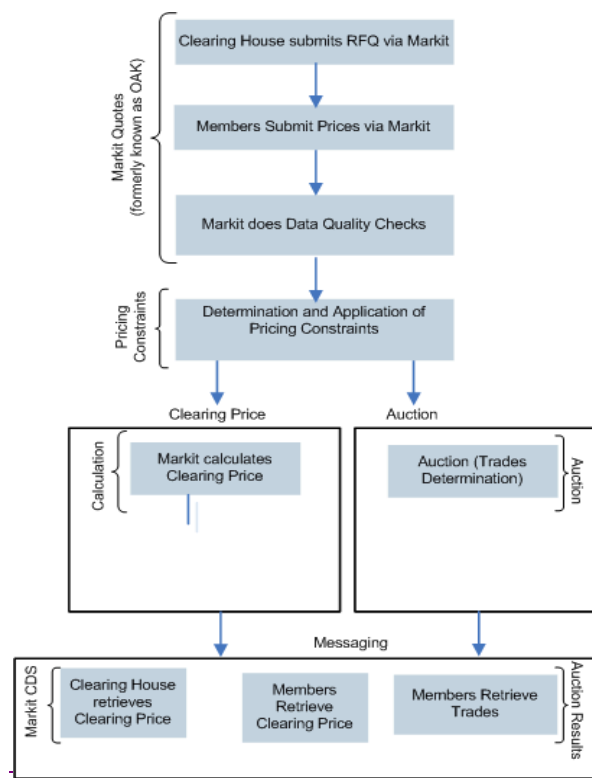 Clearing House submits RFQ via Markit
Markit Quotes
(formerly known as OAK)
Members Submit Prices via Markit
Markit does Data Quality Checks
Pricing
Constraints
Determination and Application of
Pricing Constraints
Clearing Price
Auction
Calculation
Markit calculates
Clearing Price
Auction (Trades
Determination)
Auction
Messaging
Markit CDS
Clearing House
retrieves
Clearing Price
Members
Retrieve
Clearing Price
Members Retrieve
Trades
Auction Results